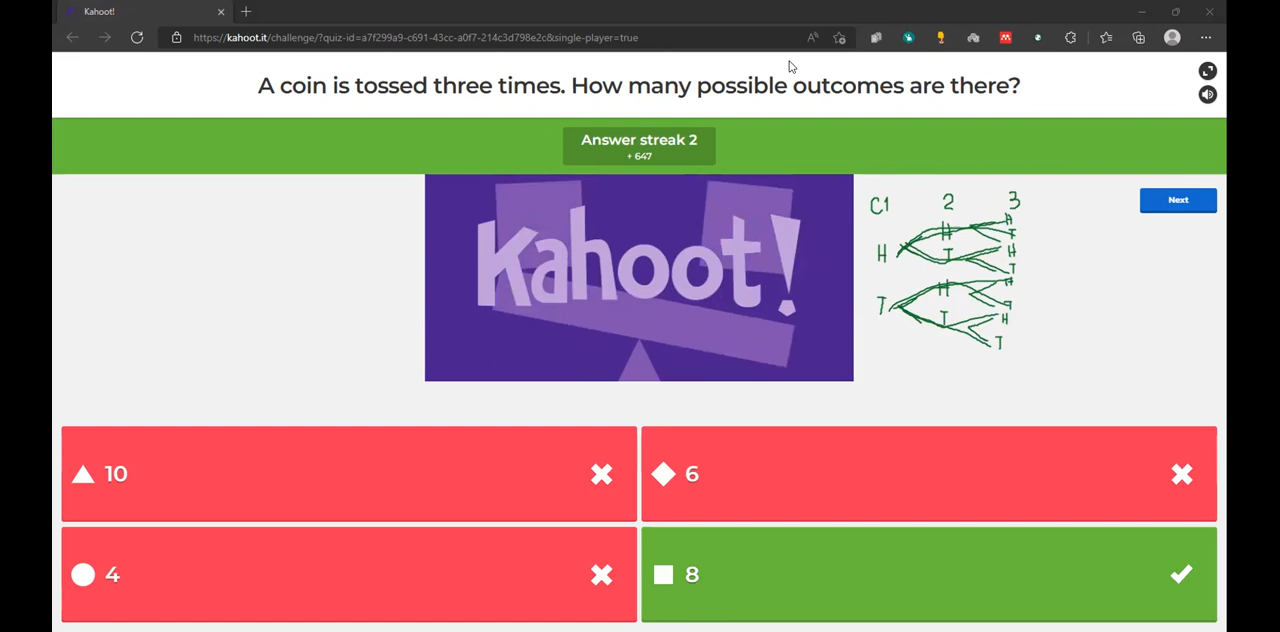 Kahoot!
https://kahoot.it/challenge/?quiz-id=a7f299a9-c691-43cc-a0f7-214c3d798e2c&single-player=true
A coin is tossed three times. How many possible outcomes are there?
Answer streak 2
+ 647
Kahoot!
C1 2 3
H
T
H
T
H
T
H
T
H
T
H
T
H
T
Next
10
6
4
8